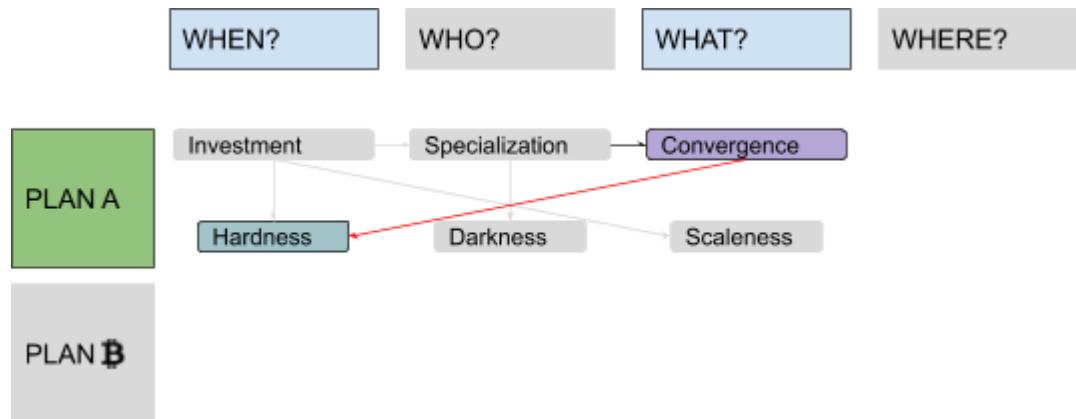 WHEN?
WHO?
WHAT?
WHERE?
PLAN A
Investment
Specialization
Convergence
Hardness
Darkness
Scaleness
PLAN ₿